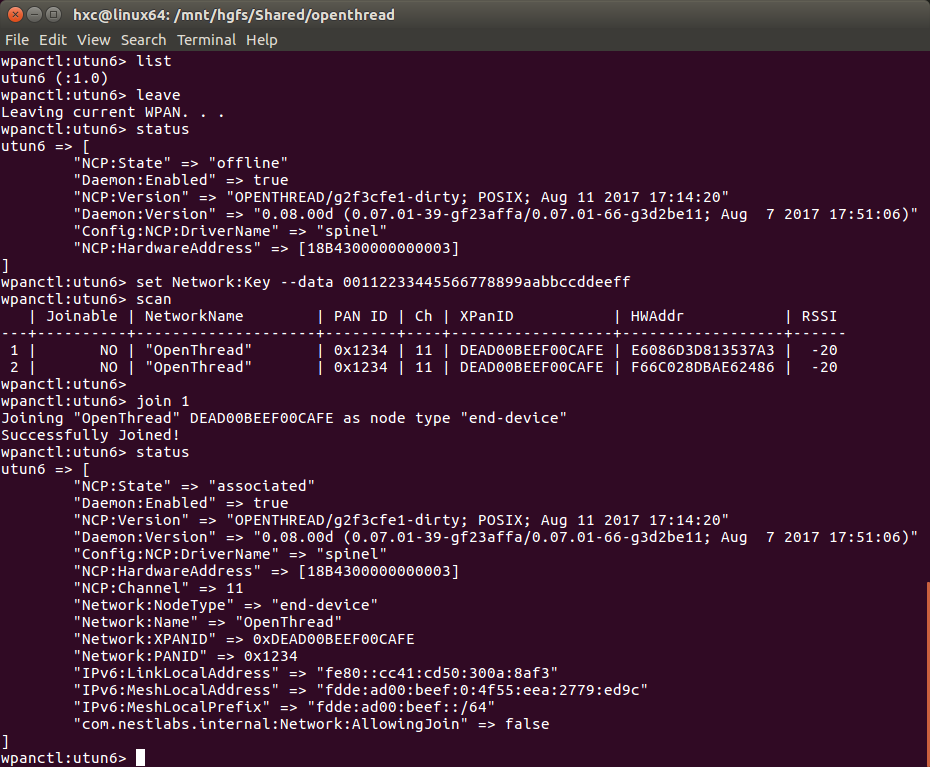 hxc@linux64: /mnt/hgfs/Shared/openthread
File Edit View Search Terminal Help
wpanctl:utun6> list
utun6 (:1.0)
wpanctl:utun6> leave
Leaving current WPAN. . .
wpanctl:utun6> status
utun6 => [
        "NCP:State" => "offline"
        "Daemon:Enabled" => true
        "NCP:Version" => "OPENTHREAD/g2f3cfe1-dirty; POSIX; Aug 11 2017 17:14:20"
        "Daemon:Version" => "0.08.00d (0.07.01-39-gf23affa/0.07.01-66-g3d2be11; Aug  7 2017 17:51:06)"
        "Config:NCP:DriverName" => "spinel"
        "NCP:HardwareAddress" => [18B4300000000003]
]
wpanctl:utun6> set Network:Key --data 00112233445566778899aabbccddeeff
wpanctl:utun6> scan
   | Joinable | NetworkName        | PAN ID | Ch | XPanID           | HWAddr           | RSSI
---+----------+--------------------+--------+----+------------------+------------------+------
 1 |       NO | "OpenThread"       | 0x1234 | 11 | DEAD00BEEF00CAFE | E6086D3D813537A3 |  -20
 2 |       NO | "OpenThread"       | 0x1234 | 11 | DEAD00BEEF00CAFE | F66C028DBAE62486 |  -20
wpanctl:utun6>
wpanctl:utun6> join 1
Joining "OpenThread" DEAD00BEEF00CAFE as node type "end-device"
Successfully Joined!
wpanctl:utun6> status
utun6 => [
        "NCP:State" => "associated"
        "Daemon:Enabled" => true
        "NCP:Version" => "OPENTHREAD/g2f3cfe1-dirty; POSIX; Aug 11 2017 17:14:20"
        "Daemon:Version" => "0.08.00d (0.07.01-39-gf23affa/0.07.01-66-g3d2be11; Aug  7 2017 17:51:06)"
        "Config:NCP:DriverName" => "spinel"
        "NCP:HardwareAddress" => [18B4300000000003]
        "NCP:Channel" => 11
        "Network:NodeType" => "end-device"
        "Network:Name" => "OpenThread"
        "Network:XPANID" => 0xDEAD00BEEF00CAFE
        "Network:PANID" => 0x1234
        "IPv6:LinkLocalAddress" => "fe80::cc41:cd50:300a:8af3"
        "IPv6:MeshLocalAddress" => "fdde:ad00:beef:0:4f55:eea:2779:ed9c"
        "IPv6:MeshLocalPrefix" => "fdde:ad00:beef::/64"
        "com.nestlabs.internal:Network:AllowingJoin" => false
]
wpanctl:utun6>